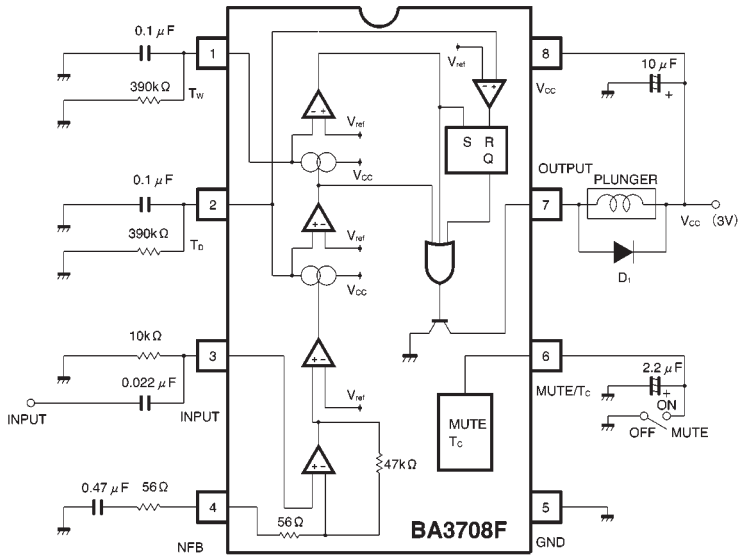 0.1 μF
1
390kΩ
T_W
V_ref
- +
8
V_CC
10 μF
+
- +
V_ref
V_CC
S R
Q
OUTPUT
PLUNGER
7
V_CC (3V)
D_1
0.1 μF
2
390kΩ
T_D
+ -
V_ref
V_CC
10kΩ
3
0.022 μF
INPUT
INPUT
+ -
V_ref
6
MUTE/T_C
2.2 μF
+
ON
OFF MUTE
MUTE
T_C
+ -
47kΩ
0.47 μF
56Ω
4
NFB
56Ω
BA3708F
5
GND